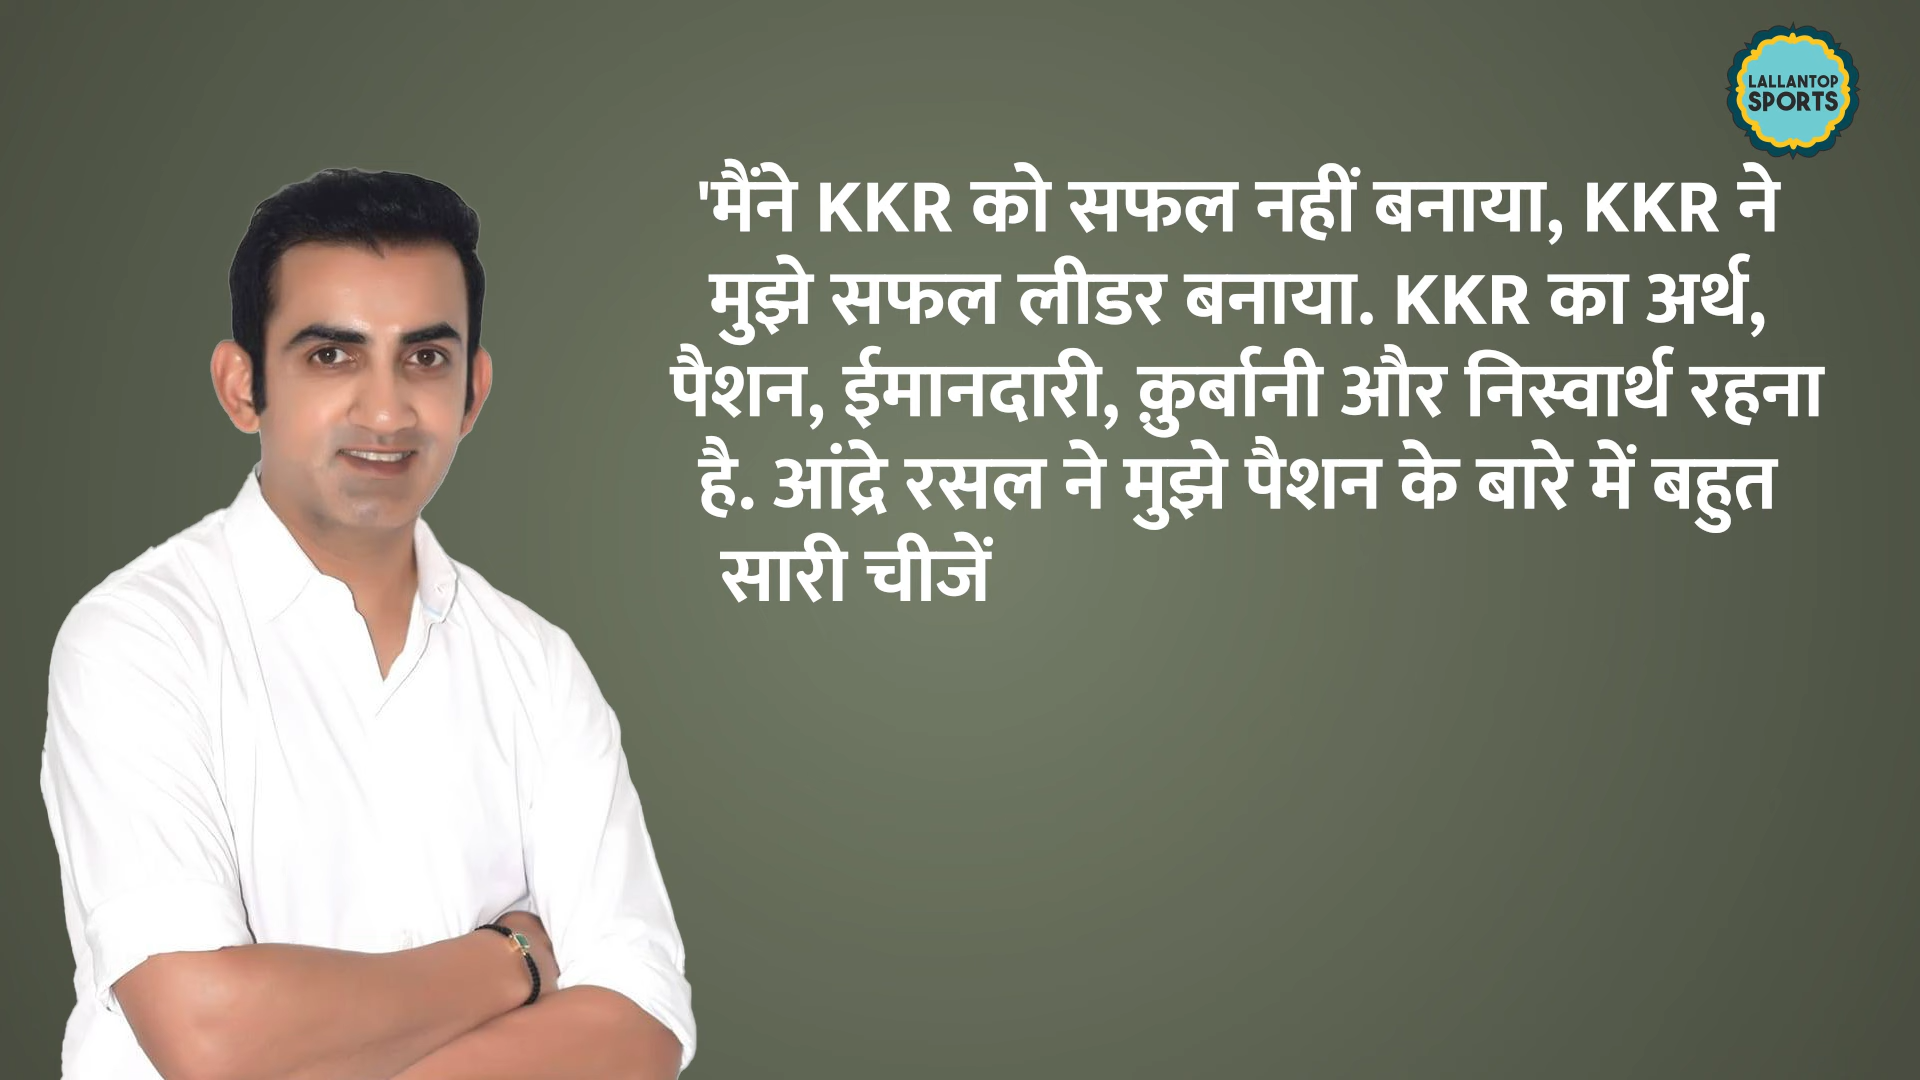 LALLANTOP
SPORTS
'मैंने KKR को सफल नहीं बनाया, KKR ने
मुझे सफल लीडर बनाया. KKR का अर्थ,
पैशन, ईमानदारी, क़ुर्बानी और निस्वार्थ रहना
है. आंद्रे रसल ने मुझे पैशन के बारे में बहुत
सारी चीजें